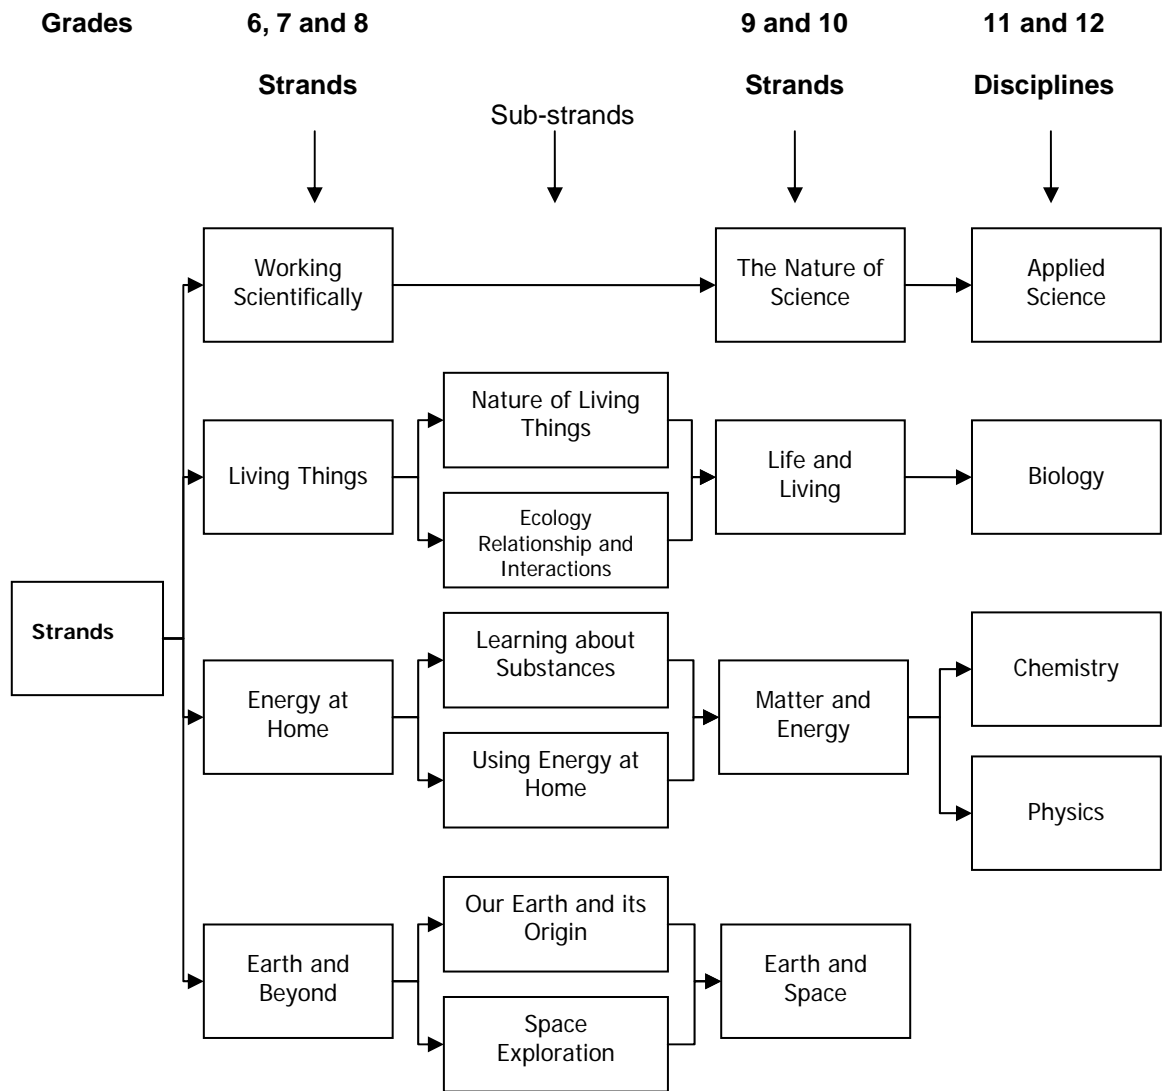 Grades 6, 7 and 8 9 and 10 11 and 12
Strands Strands Disciplines
Sub-strands
Working
Scientifically
The Nature of
Science
Applied
Science
Nature of Living
Things
Living Things
Ecology
Relationship and
Interactions
Life and
Living
Biology
Strands
Learning about
Substances
Energy at
Home
Using Energy at
Home
Matter and
Energy
Chemistry
Physics
Our Earth and its
Origin
Earth and
Beyond
Space
Exploration
Earth and
Space